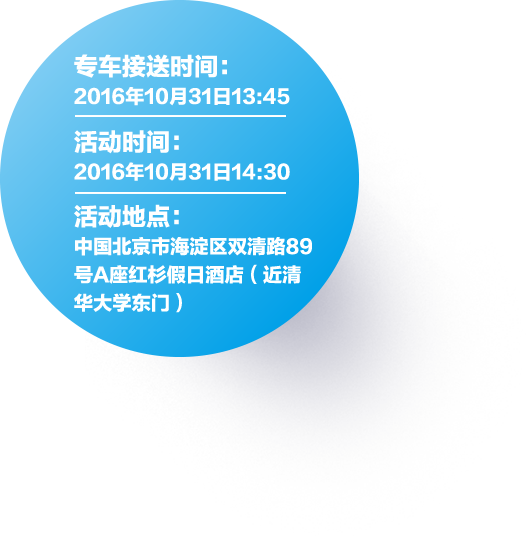 专车接送时间：
2016年10月31日13:45
活动时间：
2016年10月31日14:30
活动地点：
中国北京市海淀区双清路89
号A座红杉假日酒店（近清
华大学东门）